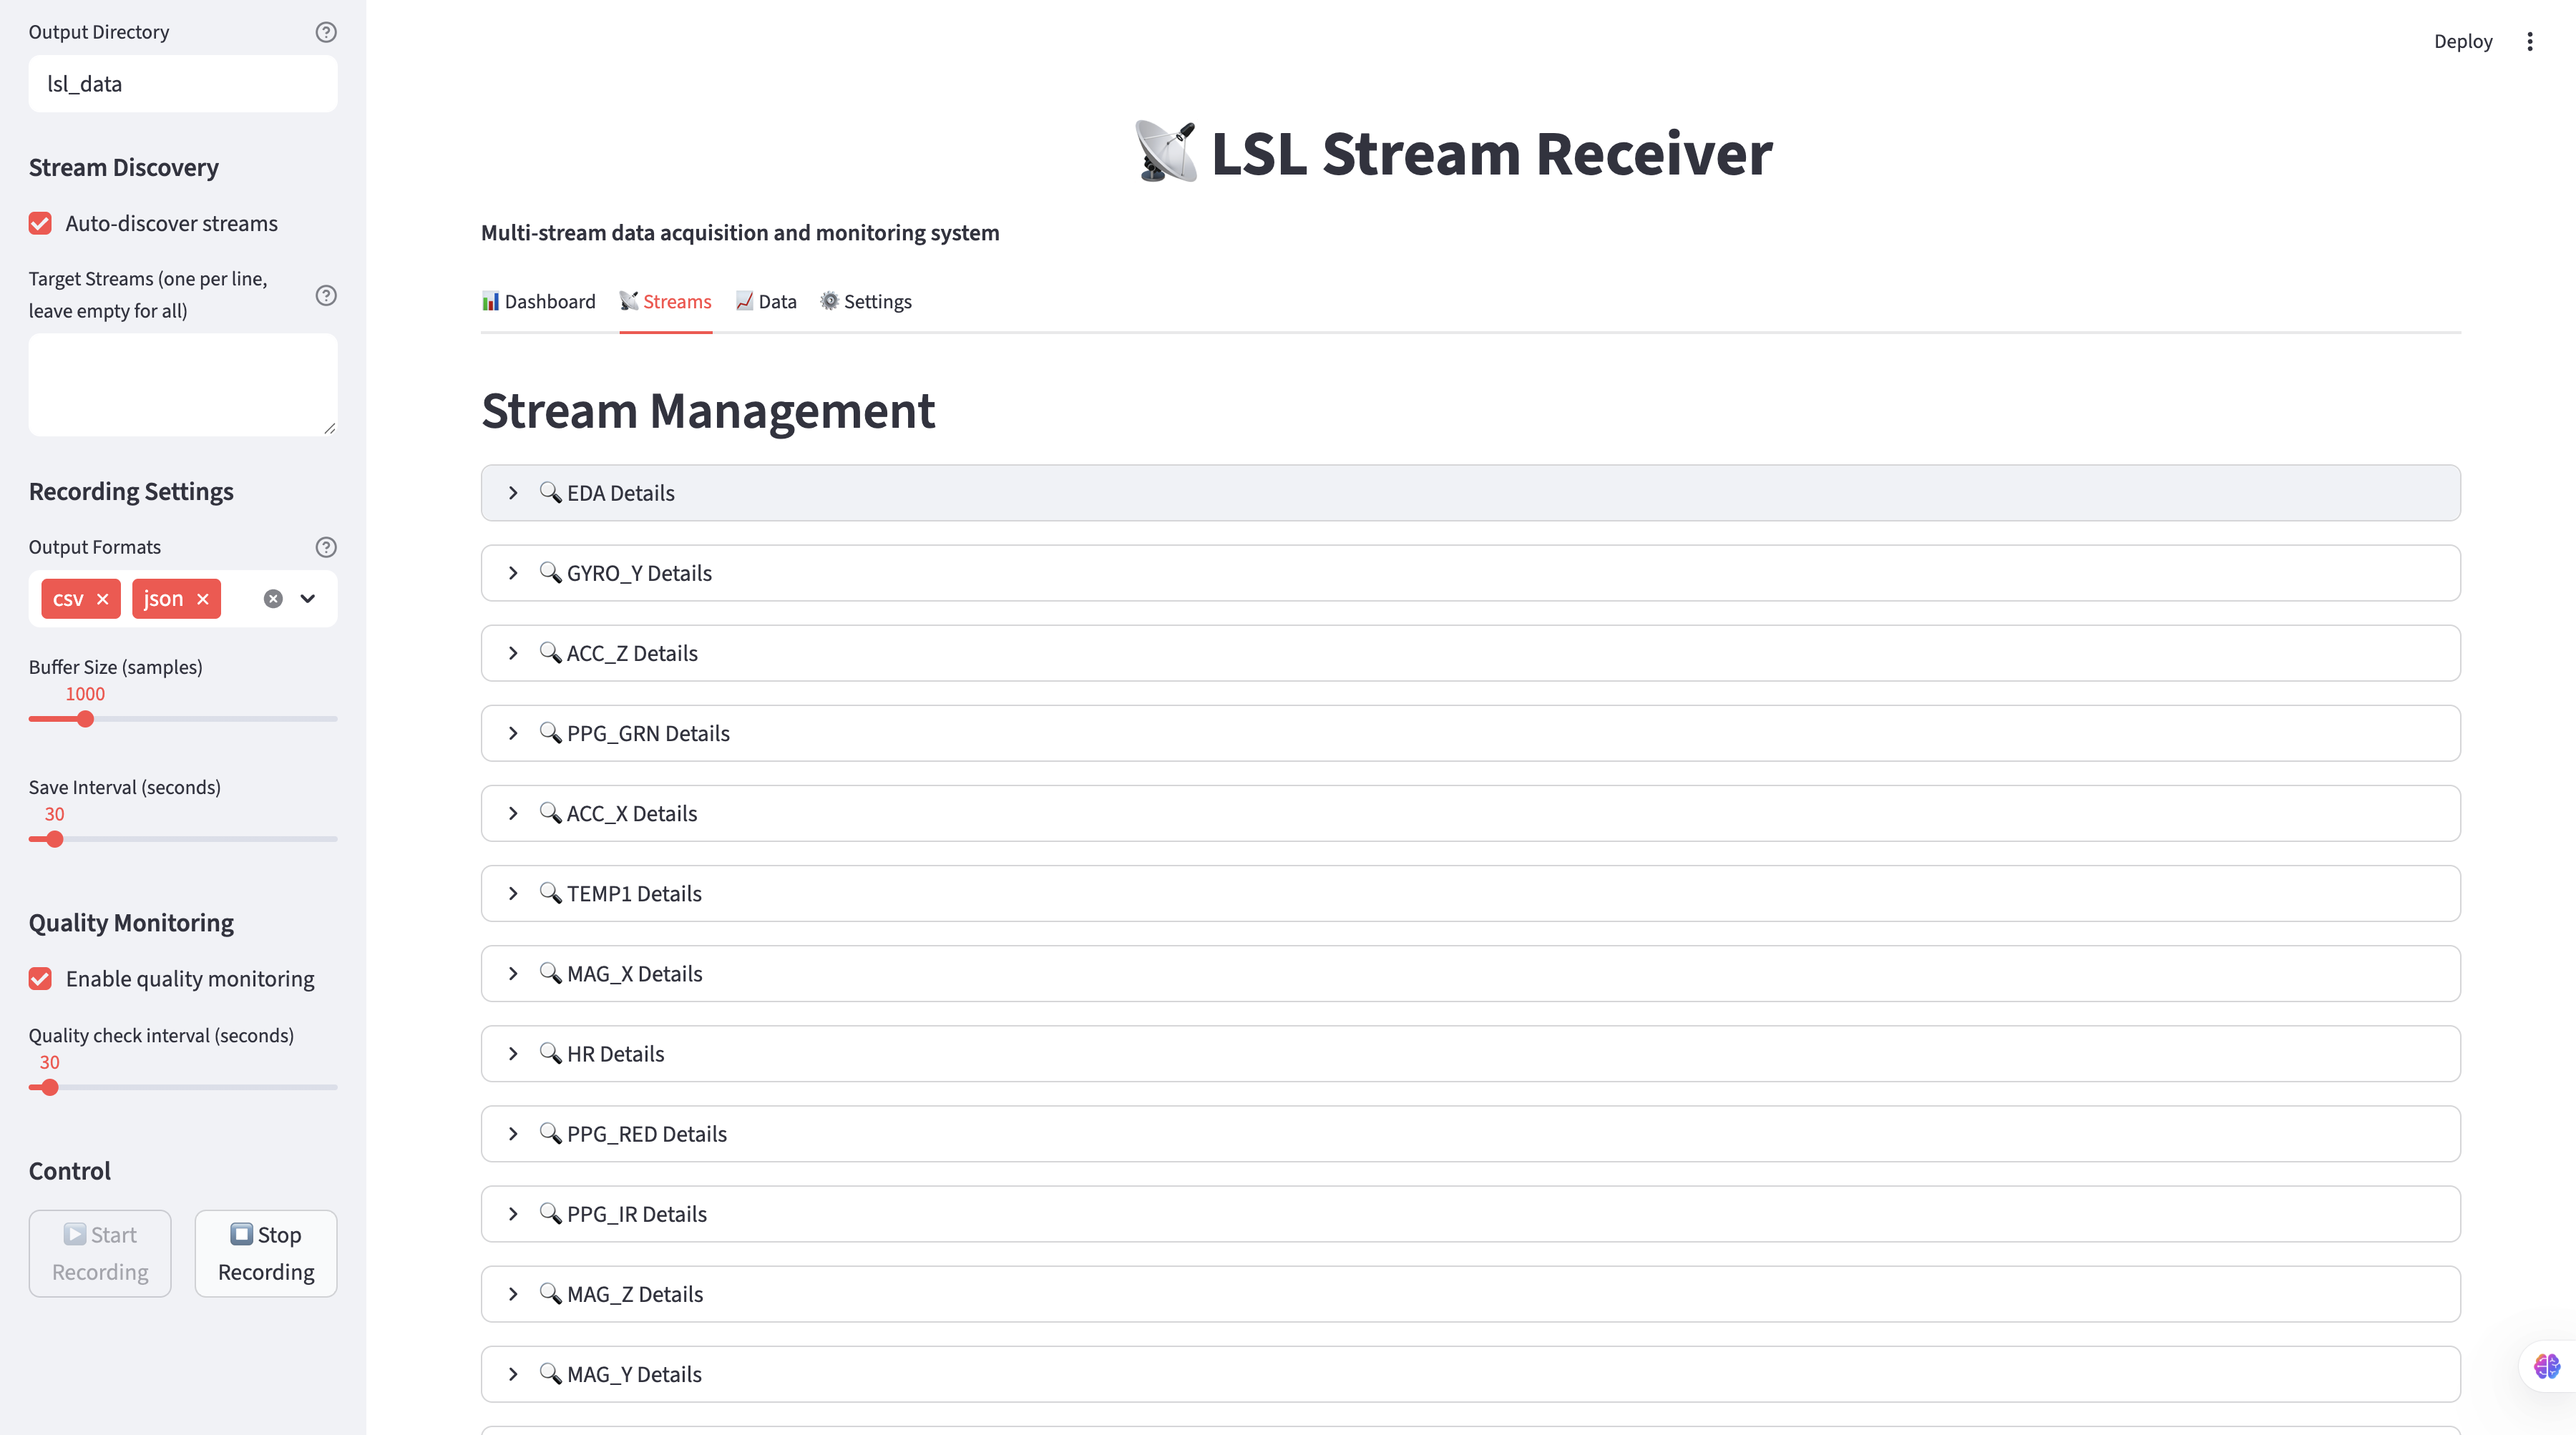 Output Directory
lsl_data
Stream Discovery
Auto-discover streams
Target Streams (one per line,
leave empty for all)
Recording Settings
Output Formats
csv
json
Buffer Size (samples)
1000
Save Interval (seconds)
30
Quality Monitoring
Enable quality monitoring
Quality check interval (seconds)
30
Control
Start
Recording
Stop
Recording
Deploy
LSL Stream Receiver
Multi-stream data acquisition and monitoring system
Dashboard Streams Data Settings
Stream Management
EDA Details
GYRO_Y Details
ACC_Z Details
PPG_GRN Details
ACC_X Details
TEMP1 Details
MAG_X Details
HR Details
PPG_RED Details
PPG_IR Details
MAG_Z Details
MAG_Y Details